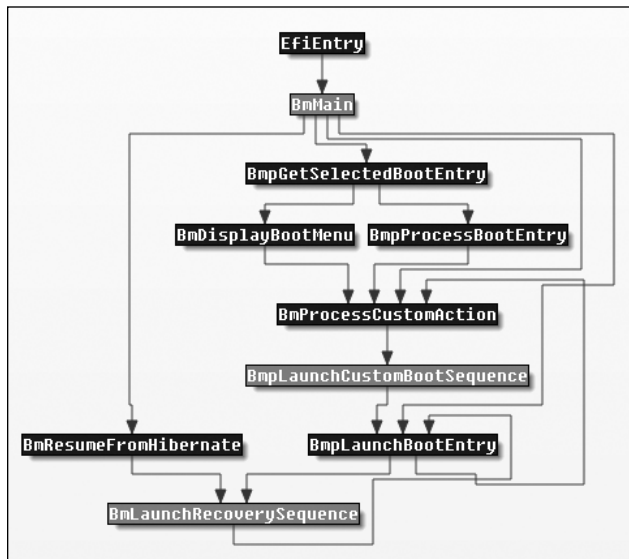 EfiEntry
BmMain
BmpGetSelectedBootEntry
BmDisplayBootMenu
BmpProcessBootEntry
BmProcessCustomAction
BmpLaunchCustomBootSequence
BmResumeFromHibernate
BmpLaunchBootEntry
BmLaunchRecoverySequence